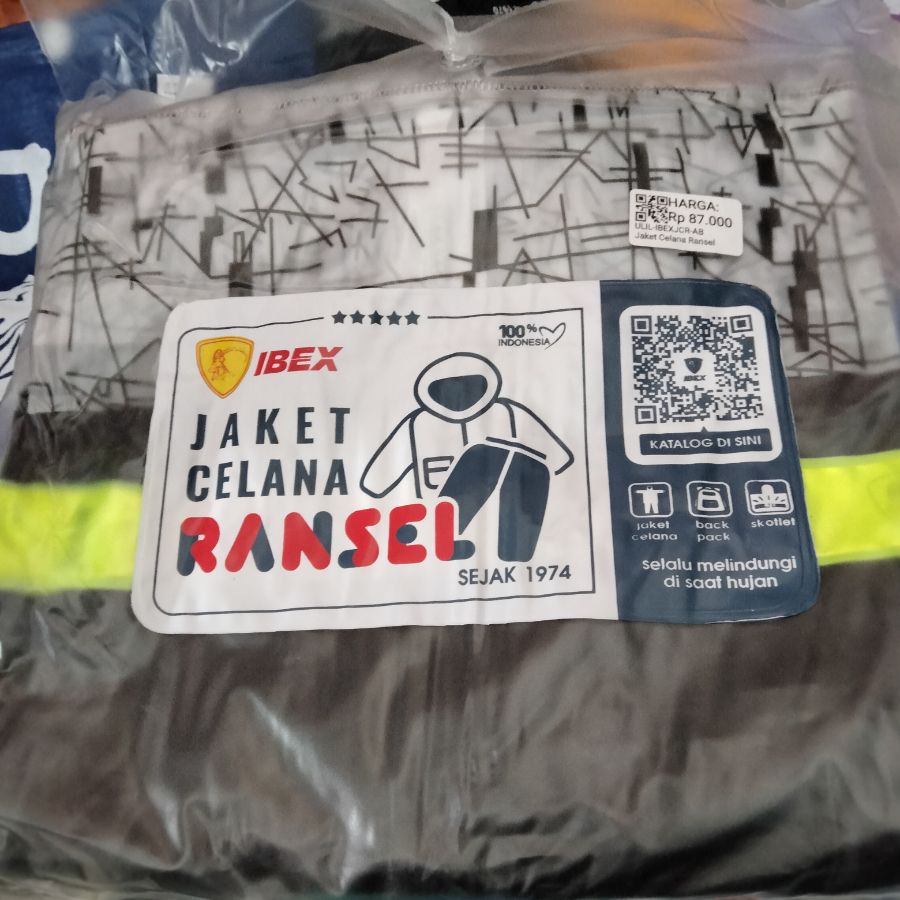 HARGA:
Rp 87.000
ULIL-IBEXJCR-AB
Jaket Celana Ransel
IBEX
100%
INDONESIA
JAKET
CELANA
RANSEL
SEJAK 1974
IBEX
KATALOG DI SINI
jaket
celana
back
pack
skotlet
selalu melindungi
di saat hujan